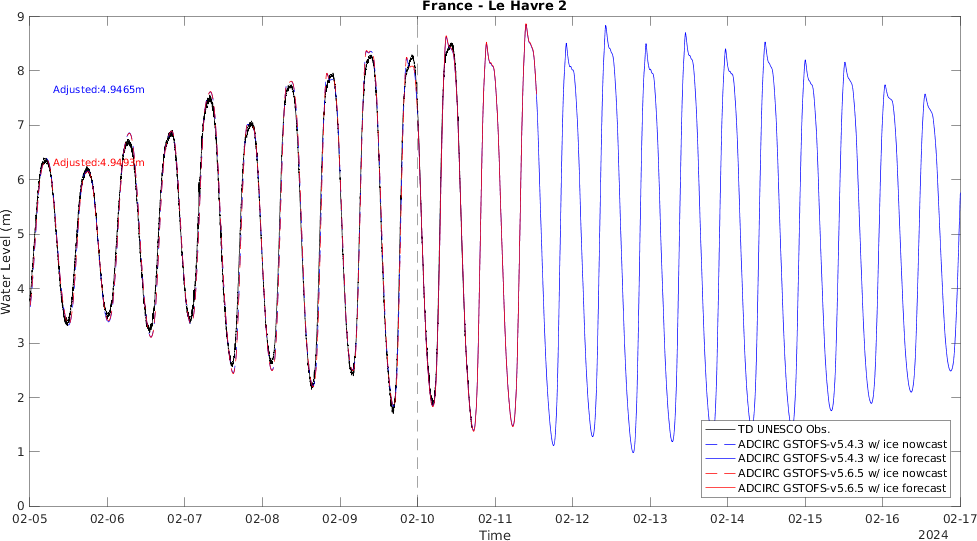 France - Le Havre 2
9
8
7
6
5
4
3
2
1
0
Water Level (m)
Adjusted:4.9465m
Adjusted:4.9493m
TD UNESCO Obs.
ADCIRC GSTOFS-v5.4.3 w/ ice nowcast
ADCIRC GSTOFS-v5.4.3 w/ ice forecast
ADCIRC GSTOFS-v5.6.5 w/ ice nowcast
ADCIRC GSTOFS-v5.6.5 w/ ice forecast
02-05 02-06 02-07 02-08 02-09 02-10 02-11 02-12 02-13 02-14 02-15 02-16 02-17
Time
2024